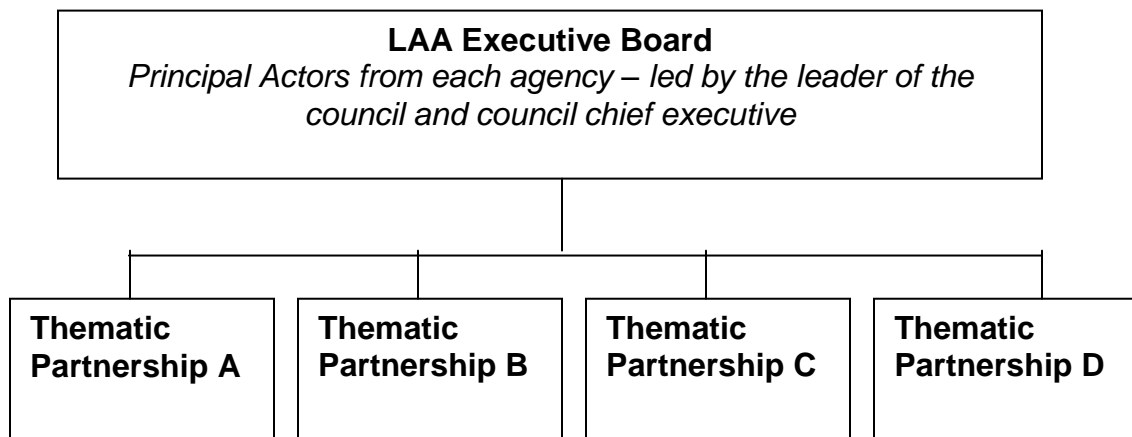 LAA Executive Board
Principal Actors from each agency – led by the leader of the
council and council chief executive
Thematic
Partnership A
Thematic
Partnership B
Thematic
Partnership C
Thematic
Partnership D